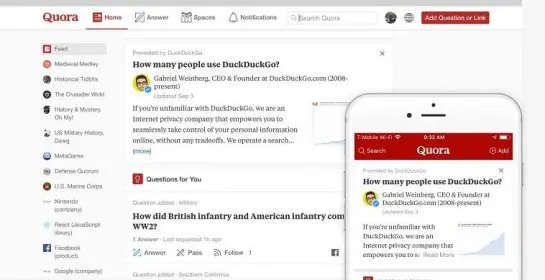 Quora
Home
Answer
Spaces
Notifications
Search Quora
Add Question or Link
Feed
Medieval Medley
Historical Tidbits
The Crusader Wold
History & Mystery,
Oh My!
US Military History,
Dawg
MetaGame
Defense Quorum
U.S. Marine Corps
Nintendo
(company)
React (JavaScript
library)
Facebook
(product)
Google (company)
Promoted by DuckDuckGo
How many people use DuckDuckGo?
Gabriel Weinberg, CEO & Founder at DuckDuckGo.com (2008-
present)
Updated Sep 3
If you're unfamiliar with DuckDuckGo, we are an
Internet privacy company that empowers you to
seamlessly take control of your personal information
online, without any tradeoffs. We operate a search...
(more)
Questions for You
Question added · Military
How did British infantry and American infantry com
WW2?
1 Answer · Last requested 1h ago
Answer
Pass
Follow 1
Question added · Southern California
T-Mobile Wi-Fi
9:32 AM
Search
Quora
Add
Promoted by DuckDuckGo
How many people use DuckDuckGo?
Gabriel Weinberg, CEO & Founder at
DuckDuckGo.com (2008-present)
Updated Sep 3
If you're unfamiliar with
DuckDuckGo, we are an
Internet privacy company that
empowers you to s Read More